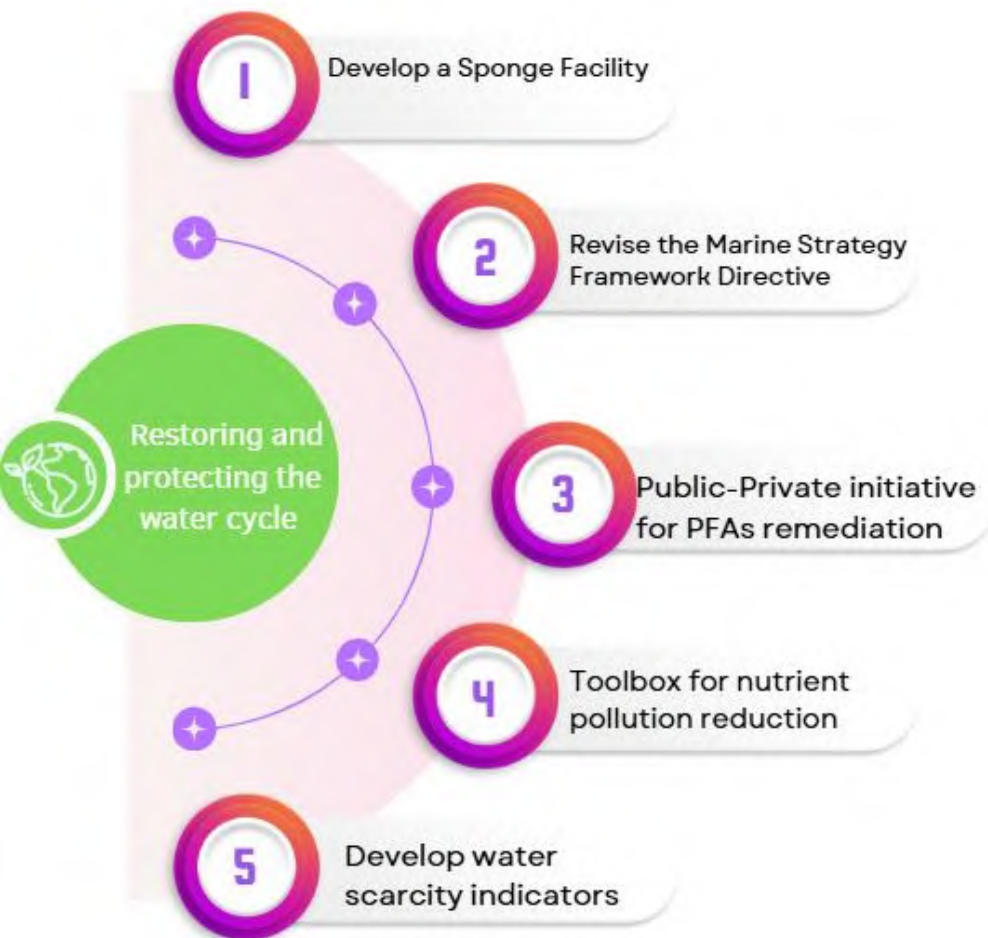 1
Develop a Sponge Facility
2
Revise the Marine Strategy
Framework Directive
Restoring and
protecting the
water cycle
3
Public-Private initiative
for PFAs remediation
4
Toolbox for nutrient
pollution reduction
5
Develop water
scarcity indicators